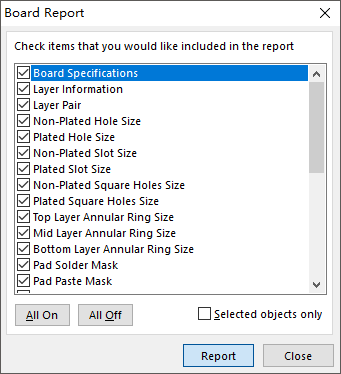 Board Report
Check items that you would like included in the report
Board Specifications
Layer Information
Layer Pair
Non-Plated Hole Size
Plated Hole Size
Non-Plated Slot Size
Plated Slot Size
Non-Plated Square Holes Size
Plated Square Holes Size
Top Layer Annular Ring Size
Mid Layer Annular Ring Size
Bottom Layer Annular Ring Size
Pad Solder Mask
Pad Paste Mask
All On
All Off
Selected objects only
Report
Close